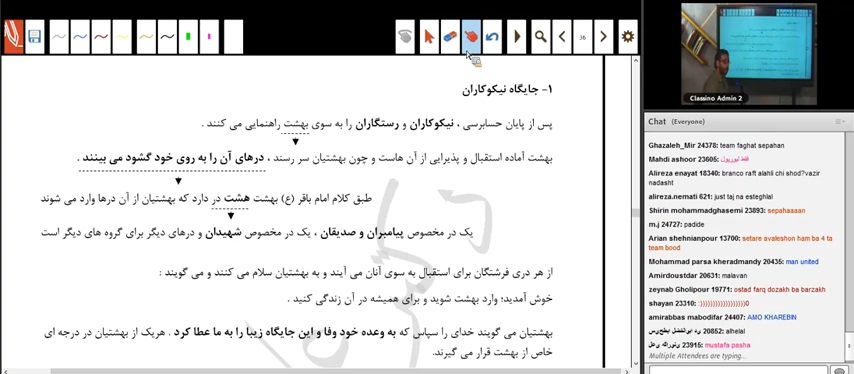 36
۱- جایگاه نیکوکاران
پس از پایان حسابرسی ، نیکوکاران و رستگاران را به سوی بهشت راهنمایی می کنند .
بهشت آماده استقبال و پذیرایی از آن هاست و چون بهشتیان سر رسند ، درهای آن را به روی خود گشود می بینند .
طبق کلام امام باقر (ع) بهشت هشت در دارد که بهشتیان از آن درها وارد می شوند
یک در مخصوص پیامبران و صدیقان ، یک در مخصوص شهیدان و درهای دیگر برای گروه های دیگر است
از هر دری فرشتگان برای استقبال به سوی آنان می آیند و به بهشتیان سلام می کنند و می گویند :
خوش آمدید؛ وارد بهشت شوید و برای همیشه در آن زندگی کنید .
بهشتیان می گویند خدای را سپاس که به وعده خود وفا و این جایگاه زیبا را به ما عطا کرد . هریک از بهشتیان در درجه ای
خاص از بهشت قرار می گیرند.
Classino Admin 2
Chat (Everyone)
Ghazaleh_Mir 24378: team faghat sepahan
Mahdi ashoor 23605: فقط لیورپول
Alireza enayat 18340: branco raft alahli chi shod?vazir
nadasht
alireza.nemati 621: just taj na esteghlal
Shirin mohammadghasemi 23893: sepahaaaan
m.j 24727: padide
Arian shehnianpour 13700: setare avaleshon ham ba 4 ta
team bood
Mohammad parsa kheradmandy 20435: man united
Amirdoustdar 20631: malavan
zeynab Gholipour 19771: ostad farq dozakh ba barzakh
shayan 23310: :))))))))))))))))))0
amirabbas mabodifar 24407: AMO KHAREBIN
20852: alhelal
23915: mustafa pasha
Multiple Attendees are typing...